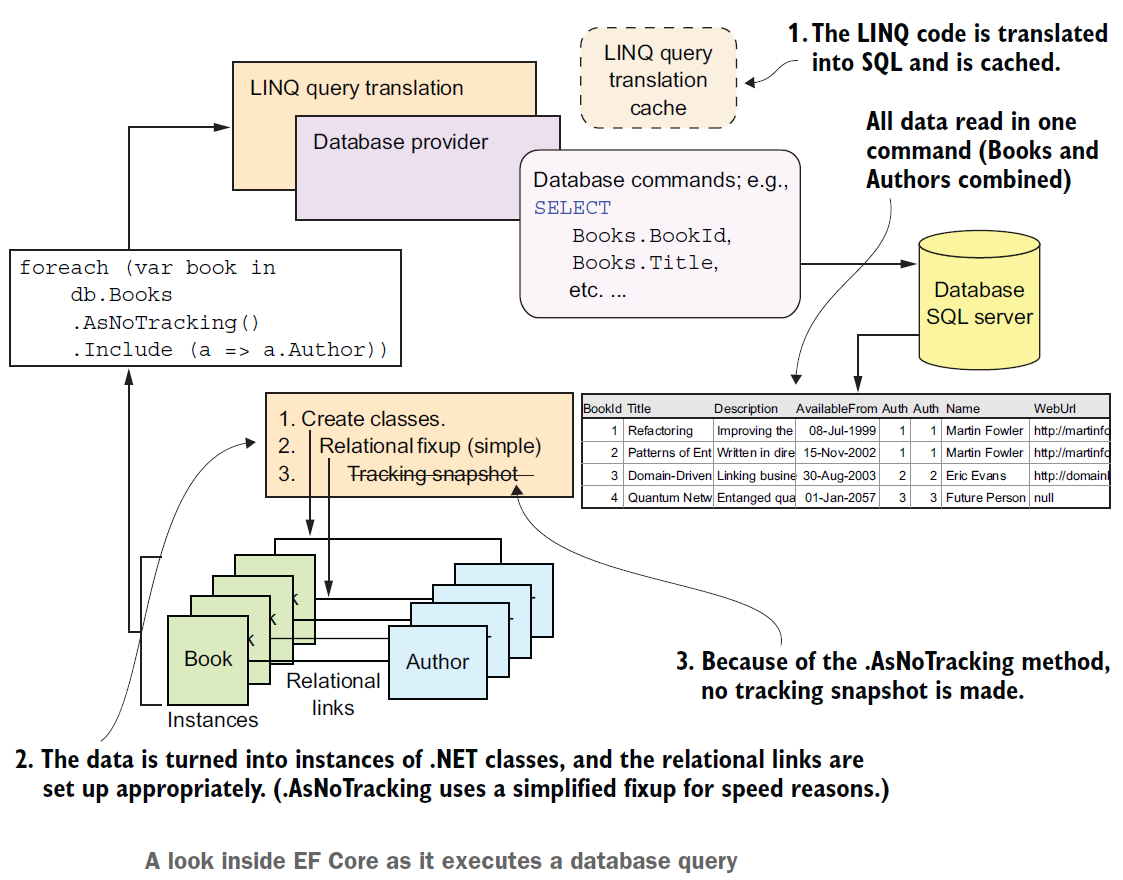 1. The LINQ code is translated
into SQL and is cached.
LINQ query
translation
cache
LINQ query translation
Database provider
All data read in one
command (Books and
Authors combined)
Database commands; e.g.,
SELECT
Books.BookId,
Books.Title,
etc. ...
Database
SQL server
foreach (var book in
db.Books
.AsNoTracking()
.Include (a => a.Author))
1. Create classes.
2. Relational fixup (simple)
3. Tracking snapshot
BookId Title Description AvailableFrom Auth Auth Name WebUrl
1 Refactoring Improving the 08-Jul-1999 1 1 Martin Fowler http://martinfo
2 Patterns of Ent Written in dire 15-Nov-2002 1 1 Martin Fowler http://martinfo
3 Domain-Driven Linking busine 30-Aug-2003 2 2 Eric Evans http://domainl
4 Quantum Netw Entanged qua 01-Jan-2057 3 3 Future Person null
k
k
k
r
r
r
Book
Author
Relational
links
Instances
3. Because of the .AsNoTracking method,
no tracking snapshot is made.
2. The data is turned into instances of .NET classes, and the relational links are
set up appropriately. (.AsNoTracking uses a simplified fixup for speed reasons.)
A look inside EF Core as it executes a database query